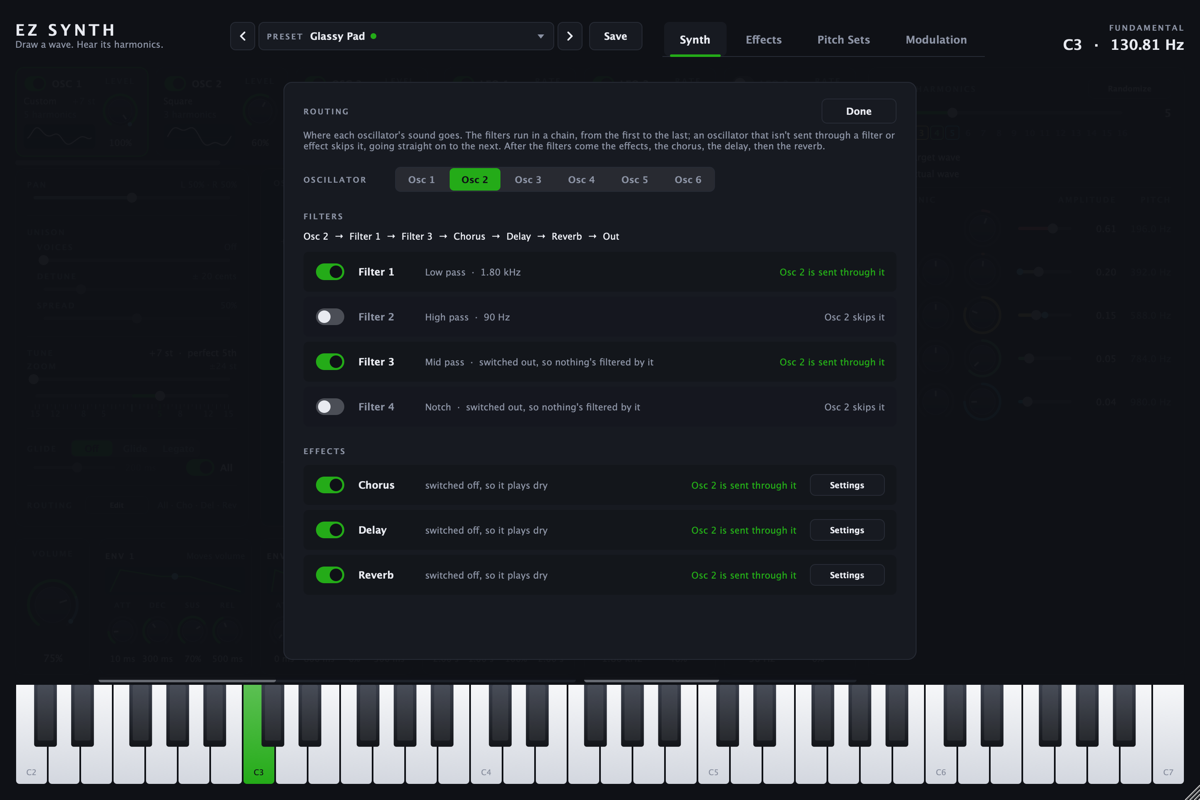 EZ SYNTH
Draw a wave. Hear its harmonics.
PRESET Glassy Pad
Save
Synth
Effects
Pitch Sets
Modulation
FUNDAMENTAL
C3 · 130.81 Hz
ROUTING
Done
Where each oscillator's sound goes. The filters run in a chain, from the first to the last; an oscillator that isn't sent through a filter or
effect skips it, going straight on to the next. After the filters come the effects, the chorus, the delay, then the reverb.
OSCILLATOR
Osc 1
Osc 2
Osc 3
Osc 4
Osc 5
Osc 6
FILTERS
Osc 2 → Filter 1 → Filter 3 → Chorus → Delay → Reverb → Out
Filter 1
Low pass · 1.80 kHz
Osc 2 is sent through it
Filter 2
High pass · 90 Hz
Osc 2 skips it
Filter 3
Mid pass · switched out, so nothing's filtered by it
Osc 2 is sent through it
Filter 4
Notch · switched out, so nothing's filtered by it
Osc 2 skips it
EFFECTS
Chorus
switched off, so it plays dry
Osc 2 is sent through it
Settings
Delay
switched off, so it plays dry
Osc 2 is sent through it
Settings
Reverb
switched off, so it plays dry
Osc 2 is sent through it
Settings
C2
C3
C4
C5
C6
C7